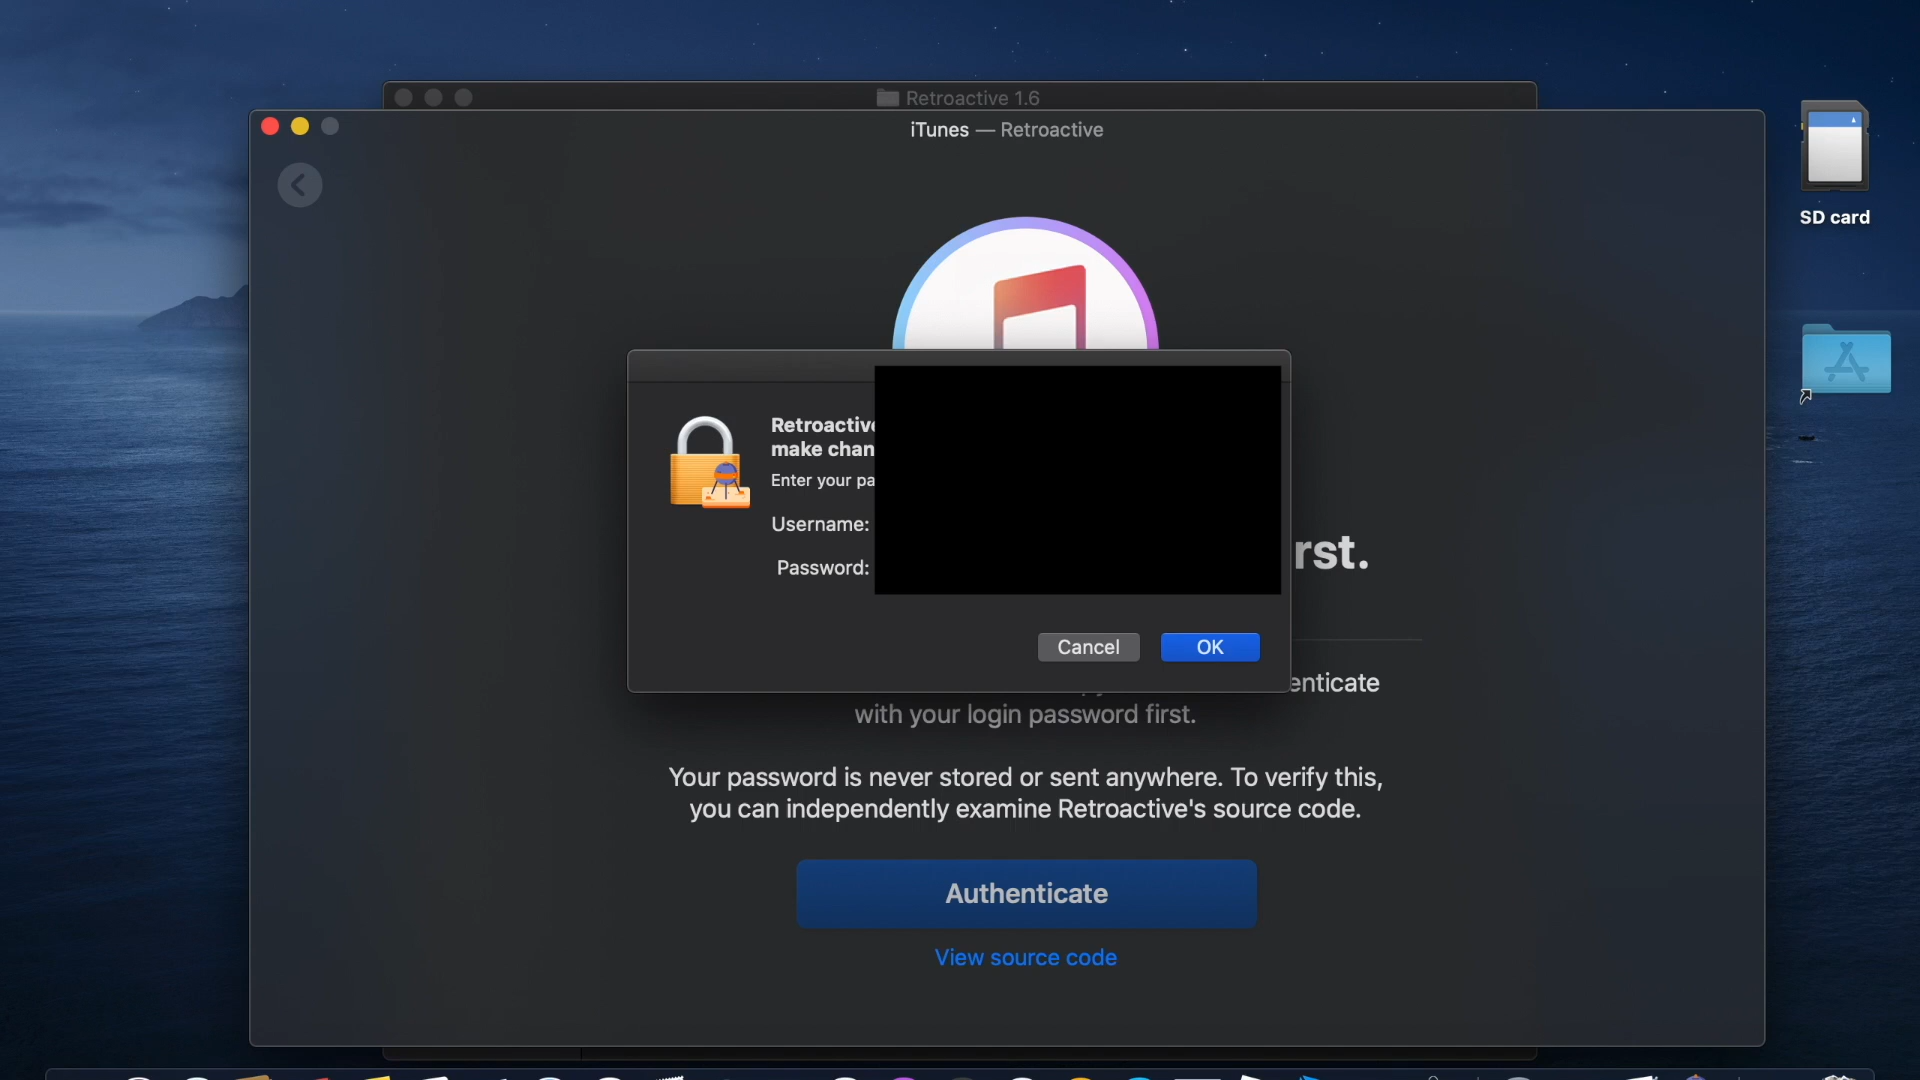 Retroactive 1.6
iTunes — Retroactive
SD card
Retroactive
make chan
Enter your pa
Username:
Password:
rst.
Cancel
OK
enticate
with your login password first.
Your password is never stored or sent anywhere. To verify this,
you can independently examine Retroactive's source code.
Authenticate
View source code